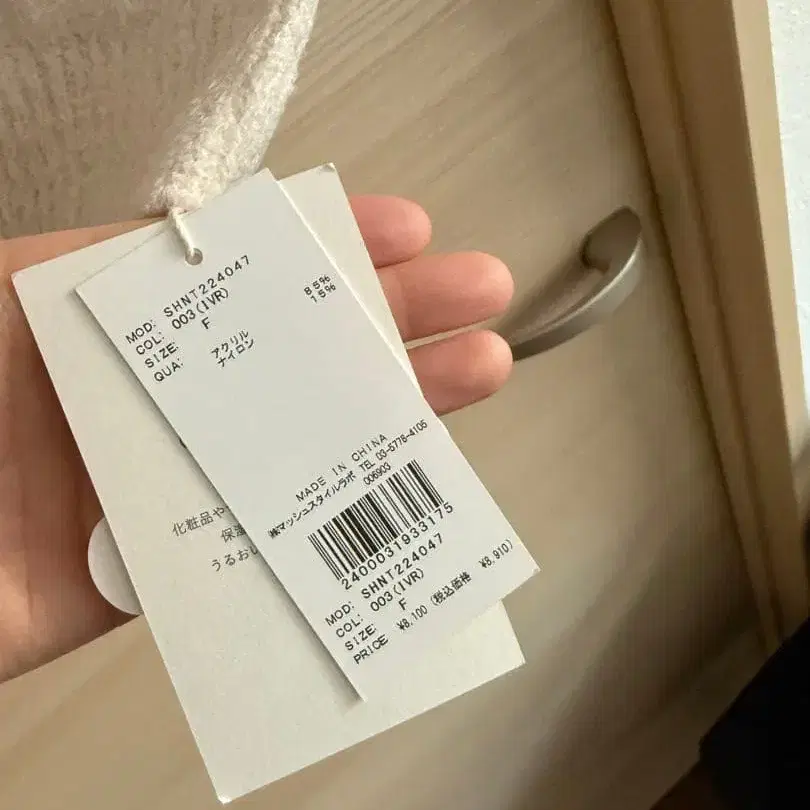 MOD: SHNT224047
COL: 003(IVR)
SIZE: F
QUA: アクリル 85%
ナイロン 15%
MADE IN CHINA
㈱マッシュスタイルラボ TEL 03-5778-4105
006903
2400031933175
MOD: SHNT224047
COL: 003(IVR)
SIZE: F
PRICE ¥8,100 (税込価格 ¥8,910)
化粧品や
保湿
うるおい